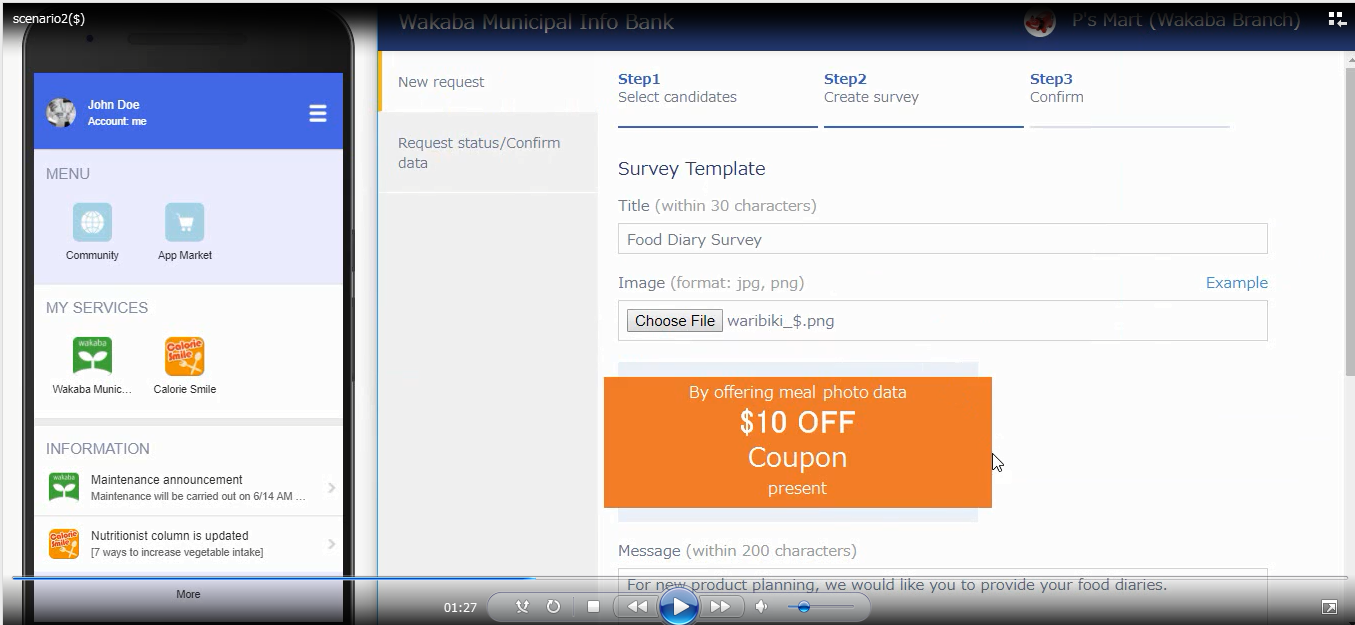 scenario2($)
John Doe
Account: me
MENU
Community
App Market
MY SERVICES
wakaba
Calorie
Smile
Wakaba Munic...
Calorie Smile
INFORMATION
wakaba
Maintenance announcement
Maintenance will be carried out on 6/14 AM ...
Calorie
Smile
Nutritionist column is updated
[7 ways to increase vegetable intake]
More
Wakaba Municipal Info Bank
P's Mart (Wakaba Branch)
New request
Request status/Confirm
data
Step1
Select candidates
Step2
Create survey
Step3
Confirm
Survey Template
Title (within 30 characters)
Food Diary Survey
Image (format: jpg, png)
Example
Choose File waribiki_$.png
By offering meal photo data
$10 OFF
Coupon
present
Message (within 200 characters)
For new product planning, we would like you to provide your food diaries.
01:27